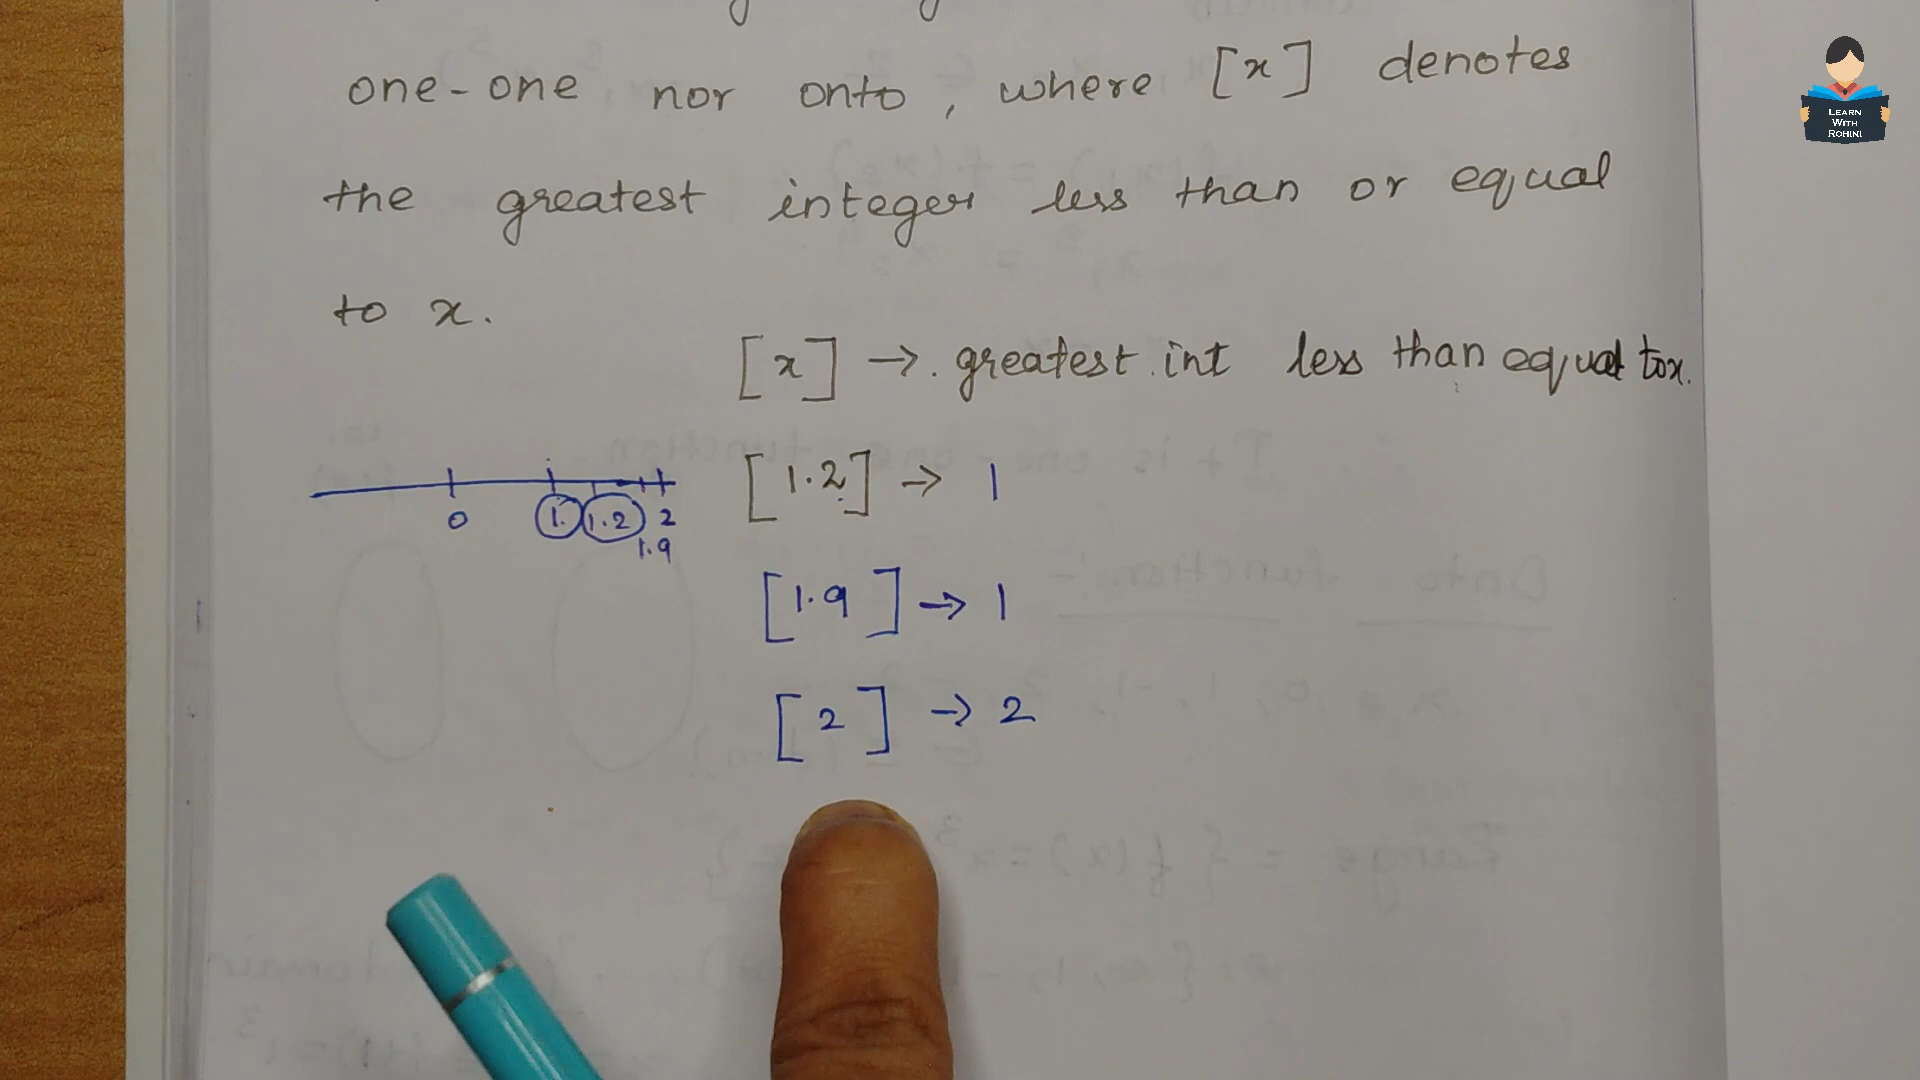 one-one nor onto, where [x] denotes
the greatest integer less than or equal
to x.
[x] → . greatest int less than equal to x.
[1.2] → 1
0 1. 1.2 2
1.9
[1.9] → 1
[2] → 2
LEARN
WITH
ROHINI